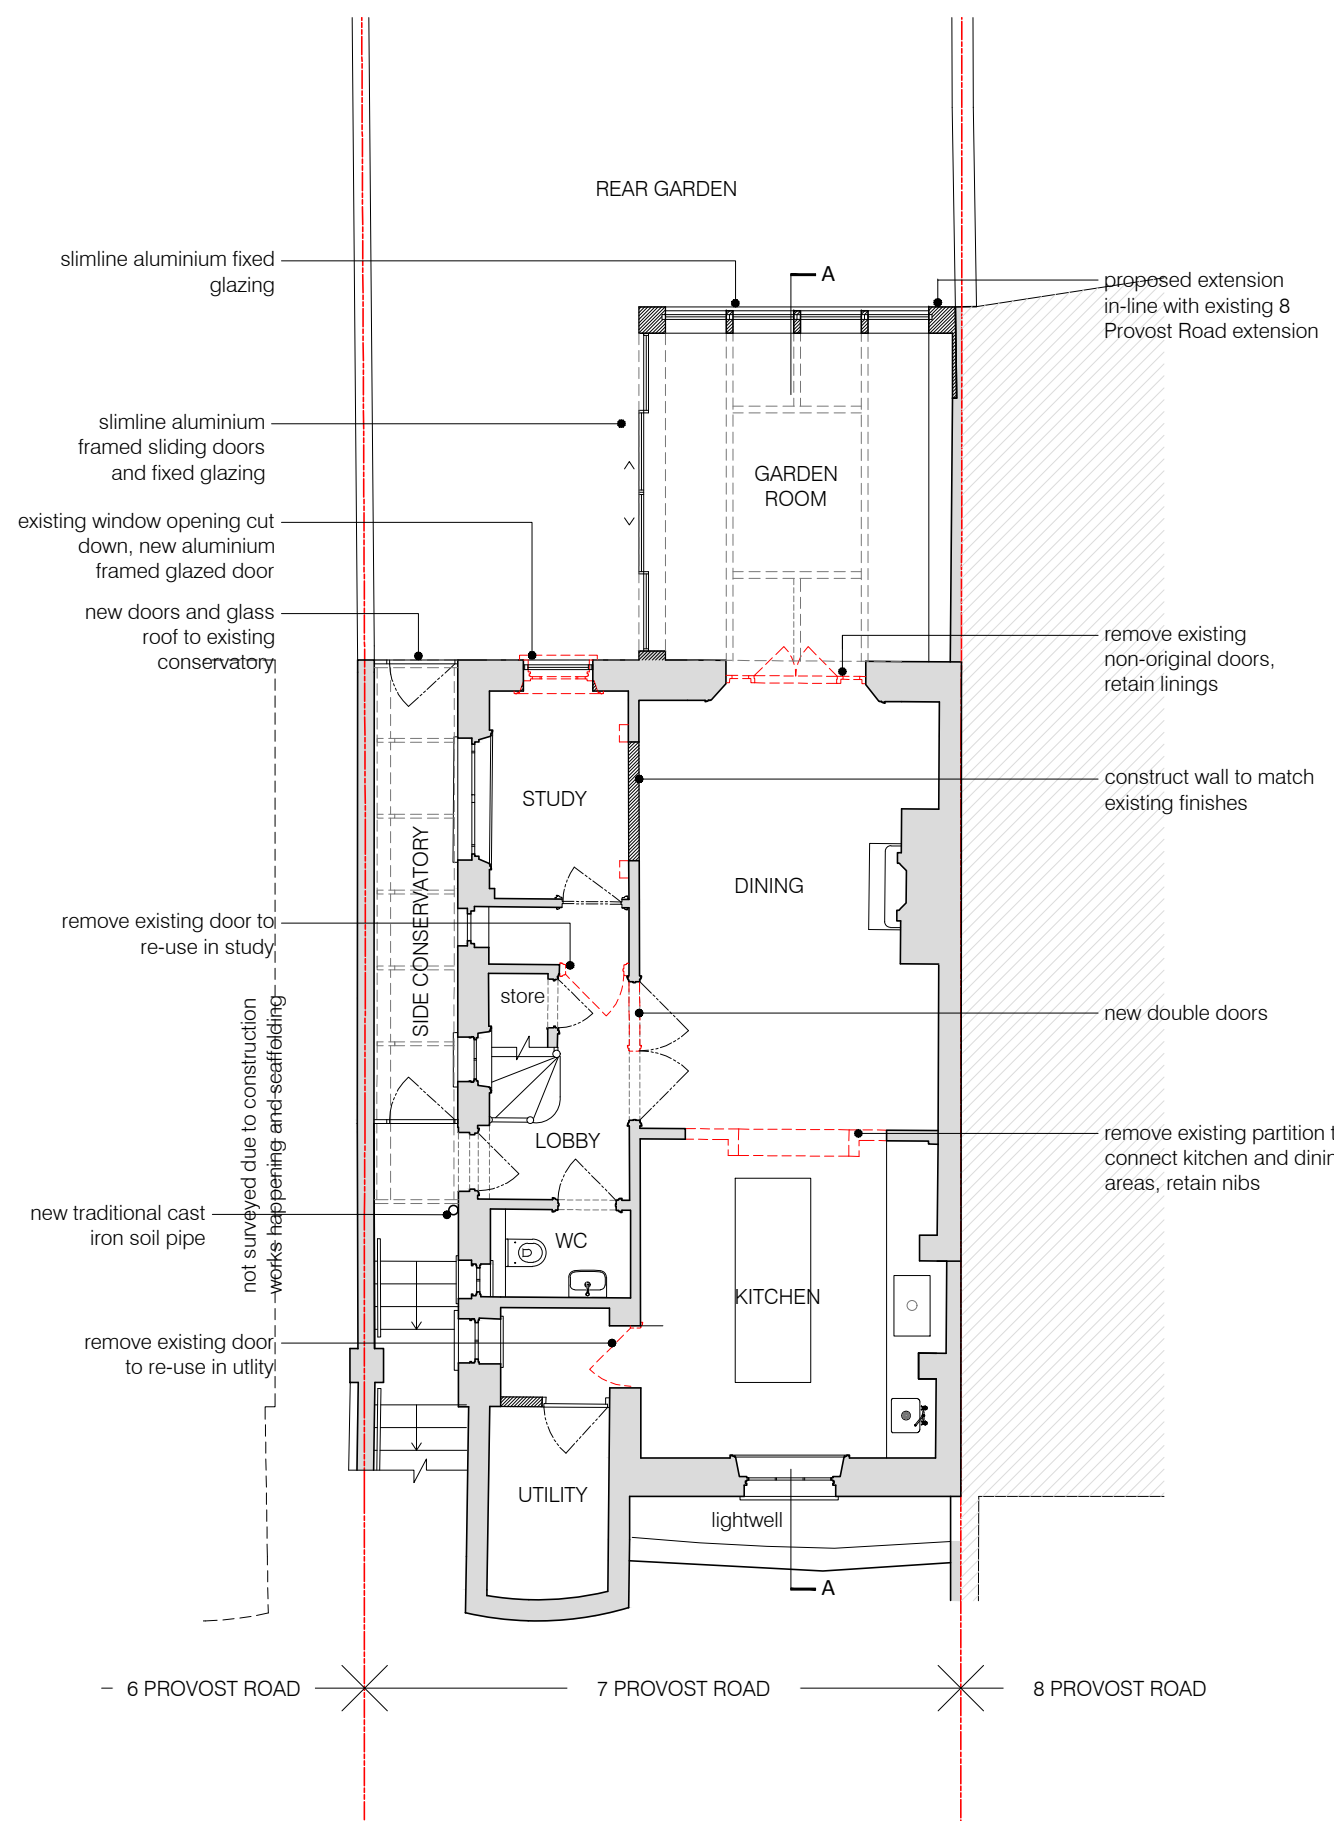 REAR GARDEN
slimline aluminium fixed
glazing
A
proposed extension
in-line with existing 8
Provost Road extension
slimline aluminium
framed sliding doors
and fixed glazing
GARDEN
ROOM
existing window opening cut
down, new aluminium
framed glazed door
new doors and glass
roof to existing
conservatory
remove existing
non-original doors,
retain linings
STUDY
construct wall to match
existing finishes
SIDE CONSERVATORY
DINING
remove existing door to
re-use in study
store
new double doors
not surveyed due to construction
works happening and scaffolding
LOBBY
remove existing partition t
connect kitchen and dinin
areas, retain nibs
new traditional cast
iron soil pipe
WC
KITCHEN
remove existing door
to re-use in utlity
UTILITY
lightwell
A
6 PROVOST ROAD
7 PROVOST ROAD
8 PROVOST ROAD